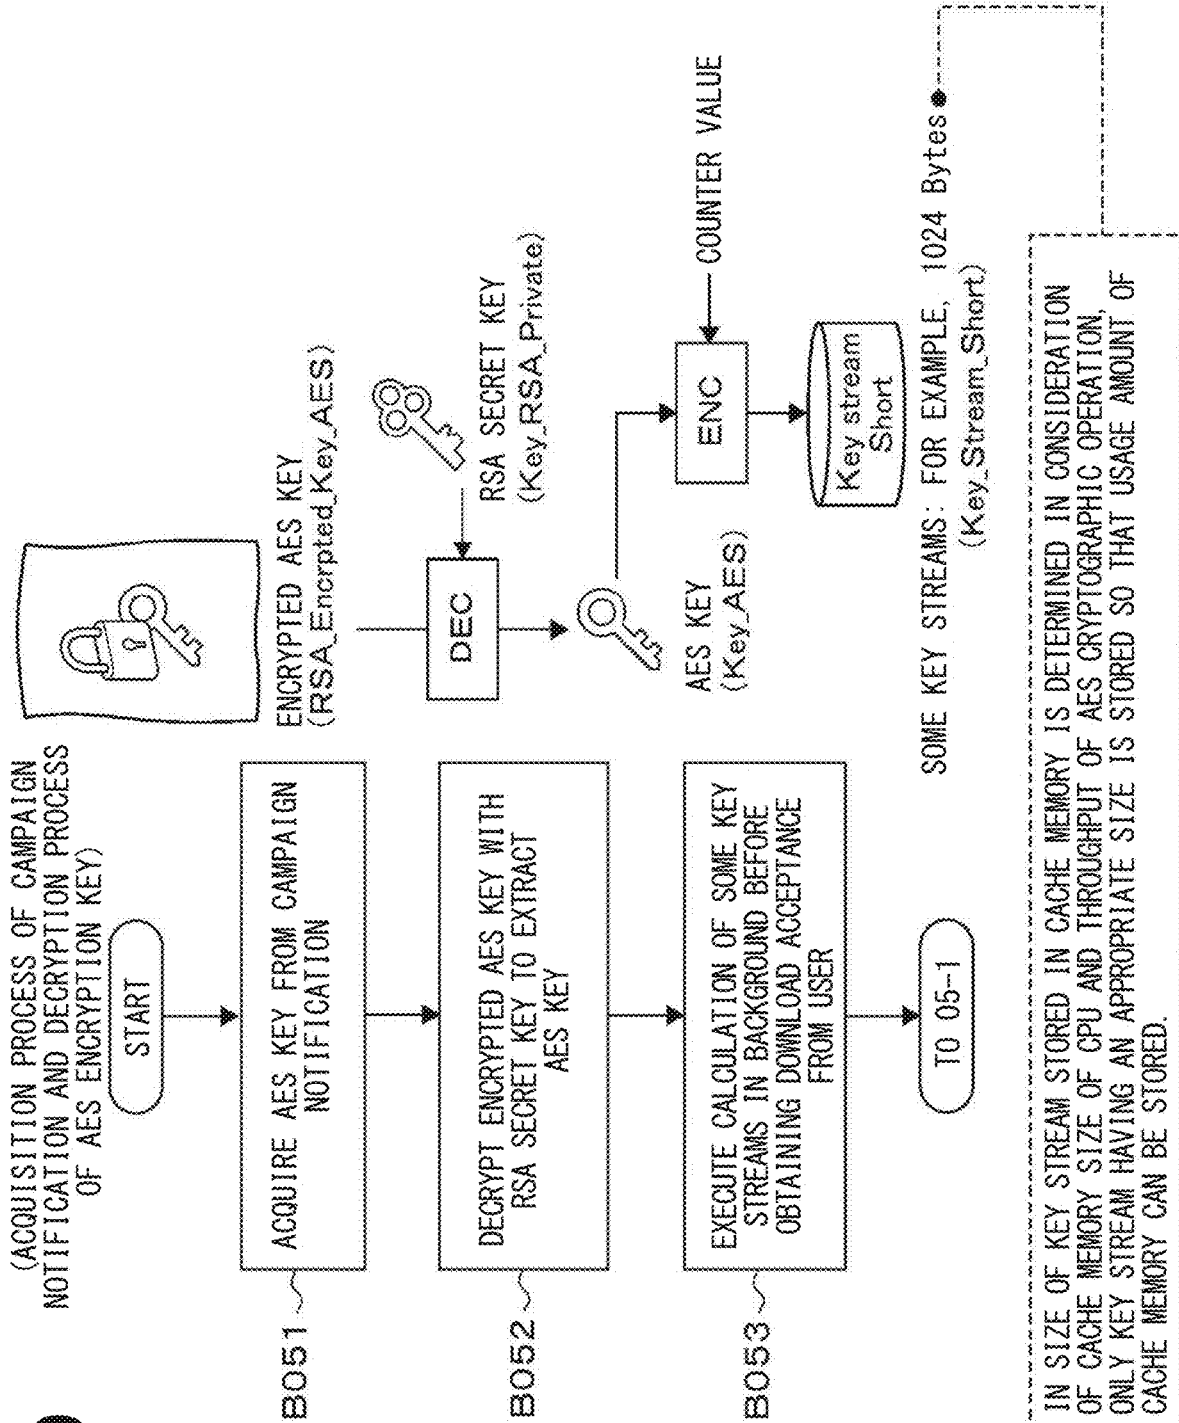 (ACQUISITION PROCESS OF CAMPAIGN
NOTIFICATION AND DECRYPTION PROCESS
OF AES ENCRYPTION KEY)
START
B051
ACQUIRE AES KEY FROM CAMPAIGN
NOTIFICATION
B052
DECRYPT ENCRYPTED AES KEY WITH
RSA SECRET KEY TO EXTRACT
AES KEY
B053
EXECUTE CALCULATION OF SOME KEY
STREAMS IN BACKGROUND BEFORE
OBTAINING DOWNLOAD ACCEPTANCE
FROM USER
TO 05-1
ENCRYPTED AES KEY
(RSA_Encrpted_Key_AES)
DEC
RSA SECRET KEY
(Key_RSA_Private)
AES KEY
(Key_AES)
ENC
COUNTER VALUE
Key stream
Short
SOME KEY STREAMS: FOR EXAMPLE, 1024 Bytes
(Key_Stream_Short)
IN SIZE OF KEY STREAM STORED IN CACHE MEMORY IS DETERMINED IN CONSIDERATION
OF CACHE MEMORY SIZE OF CPU AND THROUGHPUT OF AES CRYPTOGRAPHIC OPERATION,
ONLY KEY STREAM HAVING AN APPROPRIATE SIZE IS STORED SO THAT USAGE AMOUNT OF
CACHE MEMORY CAN BE STORED.